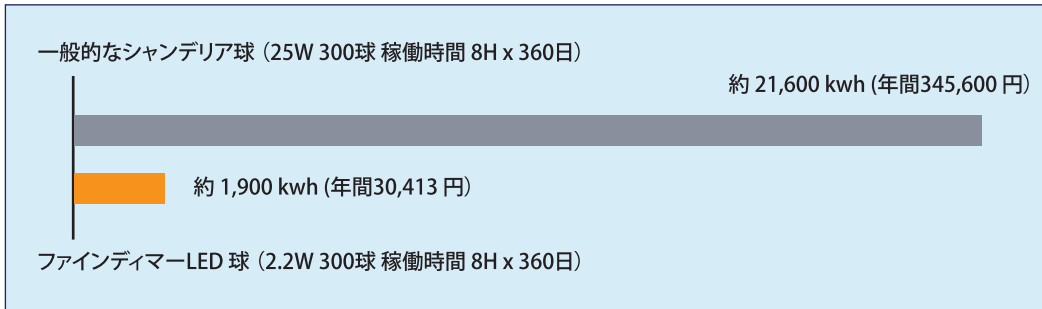 一般的なシャンデリア球（25W 300球 稼働時間 8H x 360日）
約 21,600 kwh (年間345,600 円）
約 1,900 kwh (年間30,413 円）
ファインディマーLED 球（2.2W 300球 稼働時間 8H x 360日）